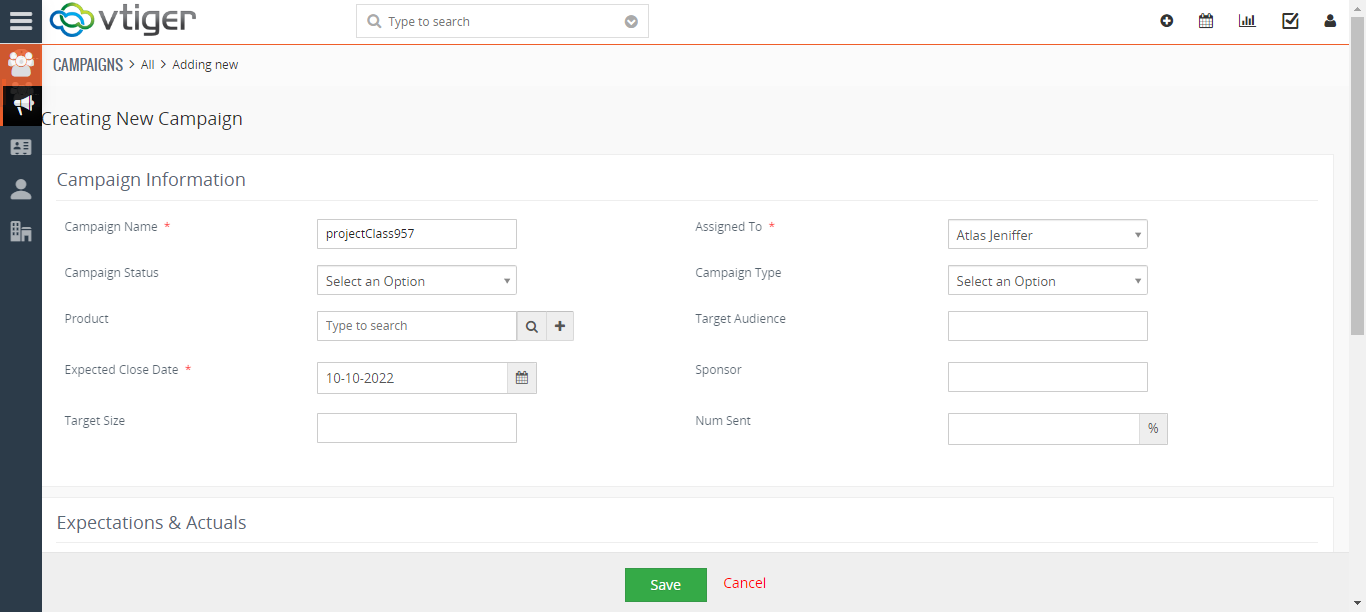 vtiger
Type to search
CAMPAIGNS > All > Adding new
Creating New Campaign
Campaign Information
Campaign Name * projectClass957 Assigned To * Atlas Jeniffer
Campaign Status Select an Option Campaign Type Select an Option
Product Type to search Target Audience
Expected Close Date * 10-10-2022 Sponsor
Target Size Num Sent %
Expectations & Actuals
Save Cancel